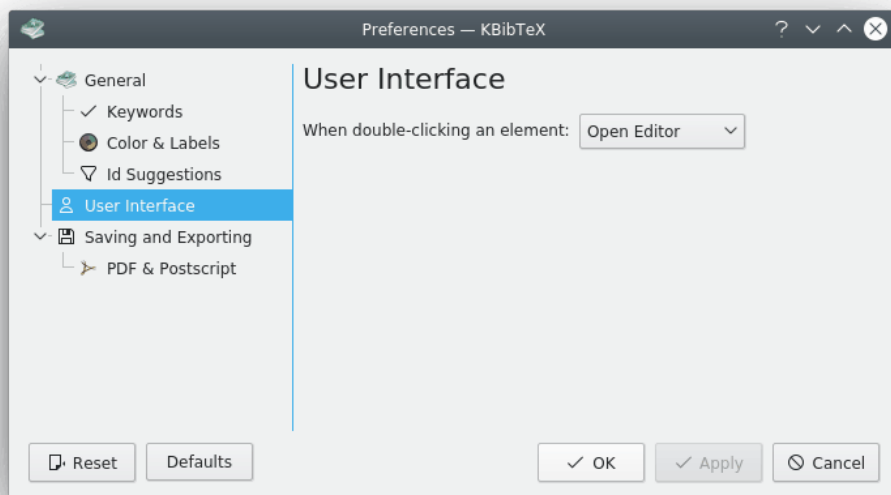 Preferences — KBibTeX
General
Keywords
Color & Labels
Id Suggestions
User Interface
Saving and Exporting
PDF & Postscript
User Interface
When double-clicking an element: Open Editor
Reset Defaults OK Apply Cancel